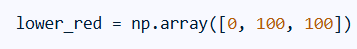 lower_red = np.array([0, 100, 100])